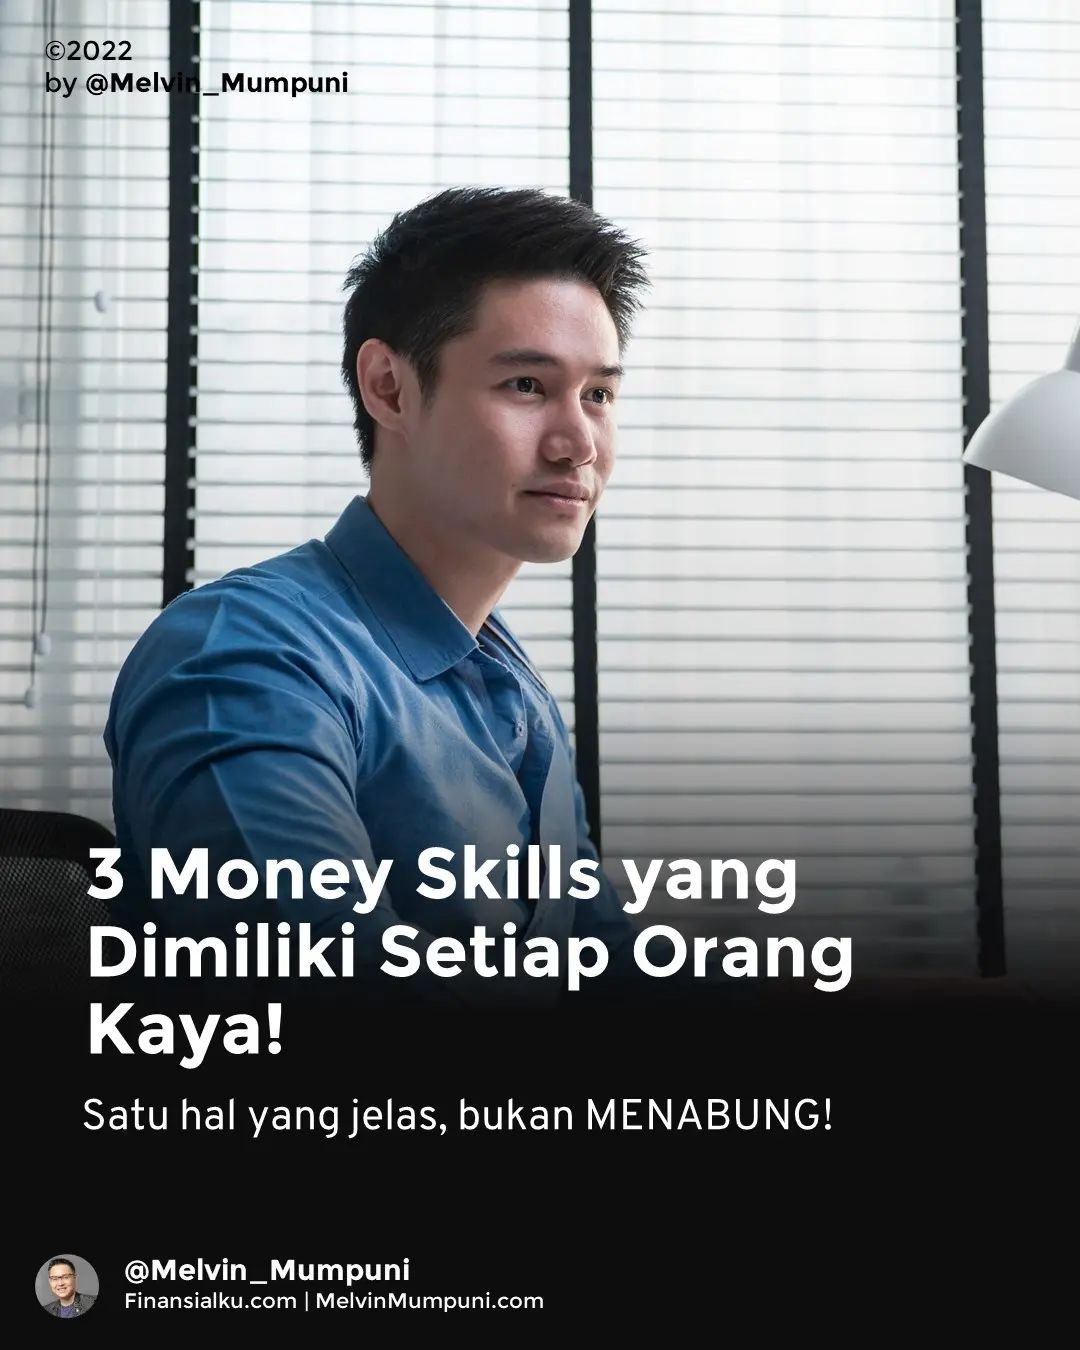 ©2022
by @Melvin_Mumpuni
3 Money Skills yang
Dimiliki Setiap Orang
Kaya!
Satu hal yang jelas, bukan MENABUNG!
@Melvin_Mumpuni
Finansialku.com | MelvinMumpuni.com